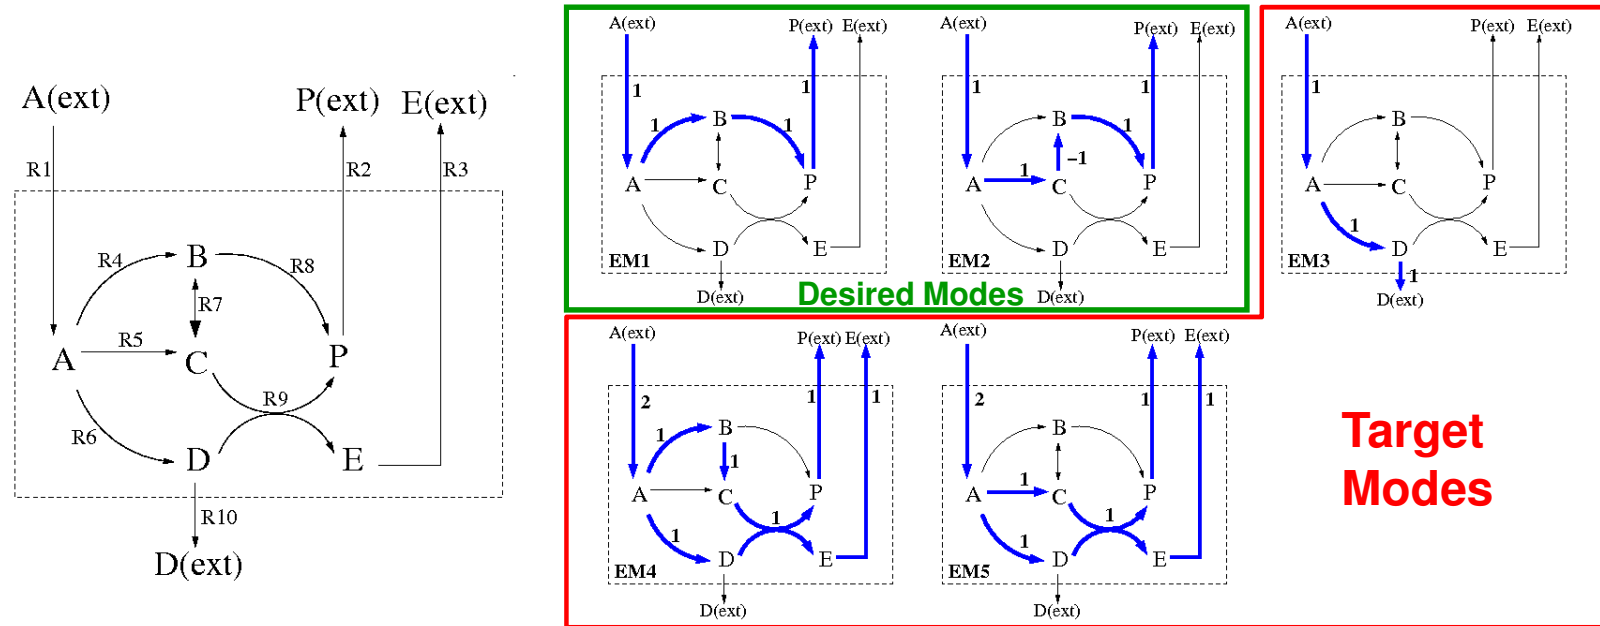 A(ext)
P(ext)
E(ext)
R1
R2
R3
B
R4
R8
R7
A
R5
C
P
R9
R6
D
E
R10
D(ext)
A(ext)
P(ext)
E(ext)
1
1
B
1
1
A
C
P
D
E
EM1
D(ext)
A(ext)
P(ext)
E(ext)
1
1
B
1
−1
A
1
C
P
D
E
EM2
D(ext)
Desired Modes
A(ext)
P(ext)
E(ext)
1
B
A
C
P
1
D
E
EM3
1
D(ext)
A(ext)
P(ext)
E(ext)
2
1
1
B
1
1
A
C
P
1
1
D
E
EM4
D(ext)
A(ext)
P(ext)
E(ext)
2
1
1
B
A
1
C
P
1
1
D
E
EM5
D(ext)
Target
Modes